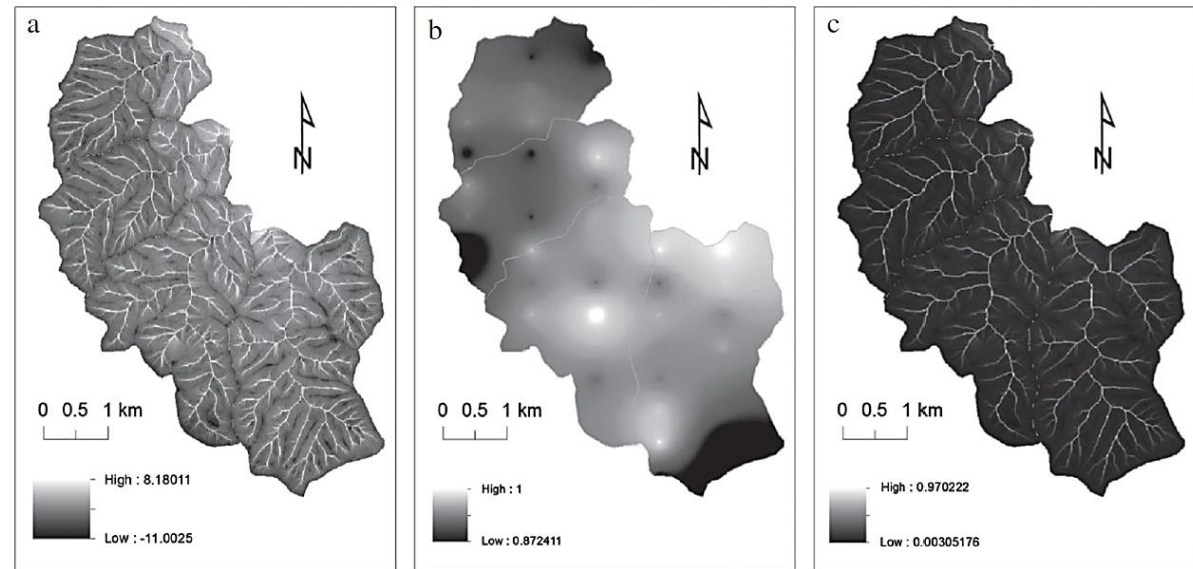 a
N
0 0.5 1 km
High : 8.18011
Low : -11.0025
b
N
0 0.5 1 km
High : 1
Low : 0.872411
c
N
0 0.5 1 km
High : 0.970222
Low : 0.00305176